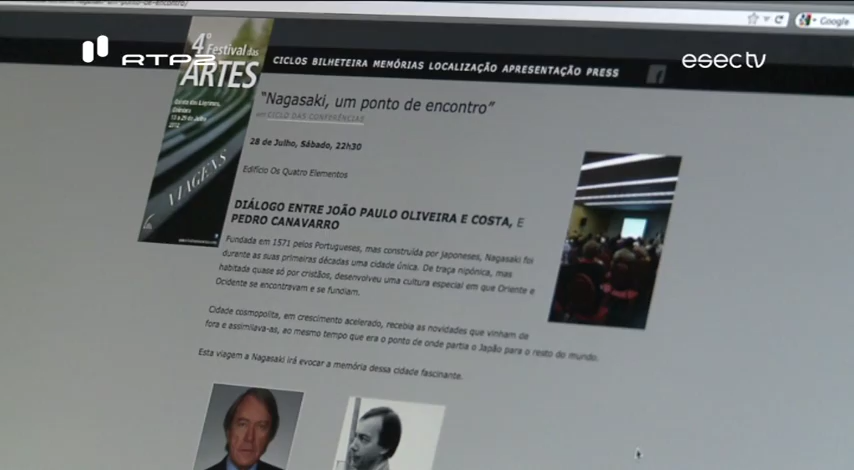 Google
RTP2
esec tv
4º Festival das
ARTES
Quinta das Lágrimas,
Coimbra
2012
VIAGENS
CICLOS BILHETEIRA MEMÓRIAS LOCALIZAÇÃO APRESENTAÇÃO PRESS
f
"Nagasaki, um ponto de encontro"
em CICLO DAS CONFERÊNCIAS
28 de Julho, Sábado, 22h30
Edifício Os Quatro Elementos
DIÁLOGO ENTRE JOÃO PAULO OLIVEIRA E COSTA, E
PEDRO CANAVARRO
Fundada em 1571 pelos Portugueses, mas construída por Japoneses, Nagasaki foi
durante as suas primeiras décadas uma cidade única. De traça nipónica, mas
habitada quase só por cristãos, desenvolveu uma cultura especial em que Oriente e
Ocidente se encontravam e se fundiam.
Cidade cosmopolita, em crescimento acelerado, recebia as novidades que vinham de
fora e assimilava-as, ao mesmo tempo que era o ponto de onde partia o Japão para o resto do mundo.
Esta viagem a Nagasaki irá evocar a memória dessa cidade fascinante.